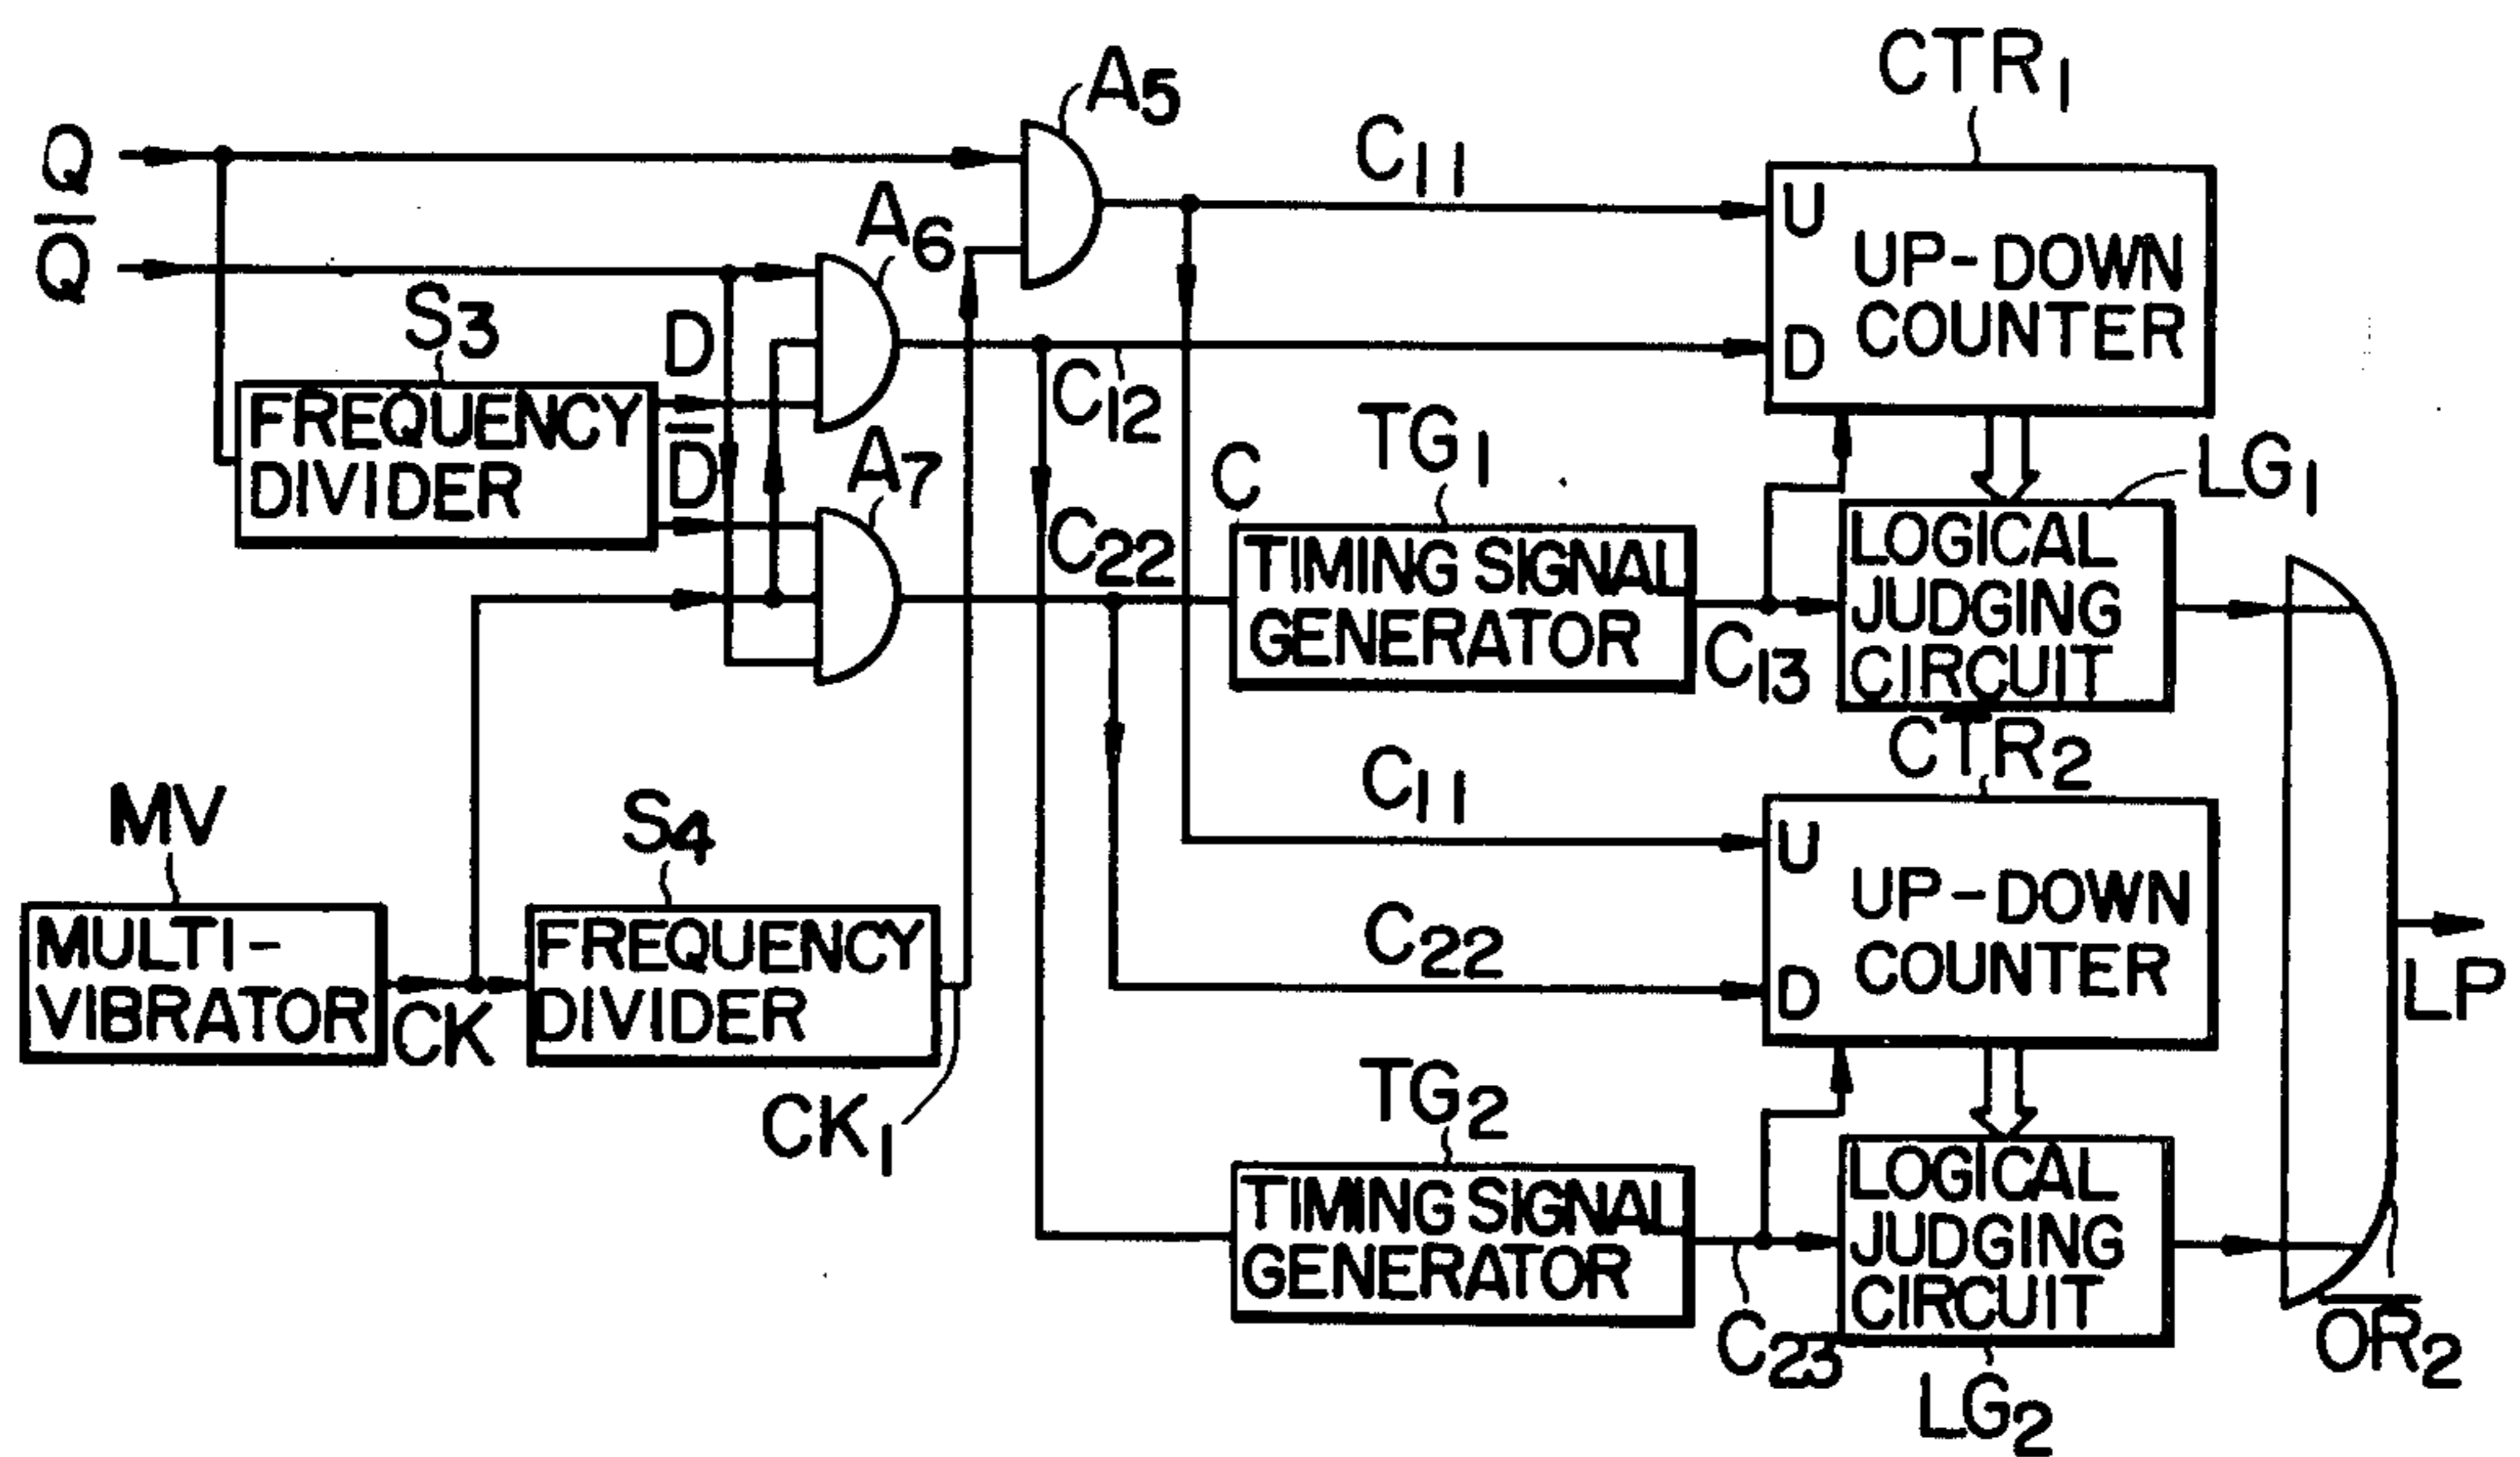 Q
Q̅
S3
FREQUENCY
DIVIDER
D
D̅
A5
A6
A7
C11
C12
C22
C
CTR1
U
UP-DOWN
COUNTER
D
TG1
TIMING SIGNAL
GENERATOR
C13
LG1
LOGICAL
JUDGING
CIRCUIT
MV
MULTI-
VIBRATOR
CK
S4
FREQUENCY
DIVIDER
CK1
CTR2
C11
U
UP-DOWN
COUNTER
C22
D
TG2
TIMING SIGNAL
GENERATOR
C23
LOGICAL
JUDGING
CIRCUIT
LG2
LP
O̅R̅2